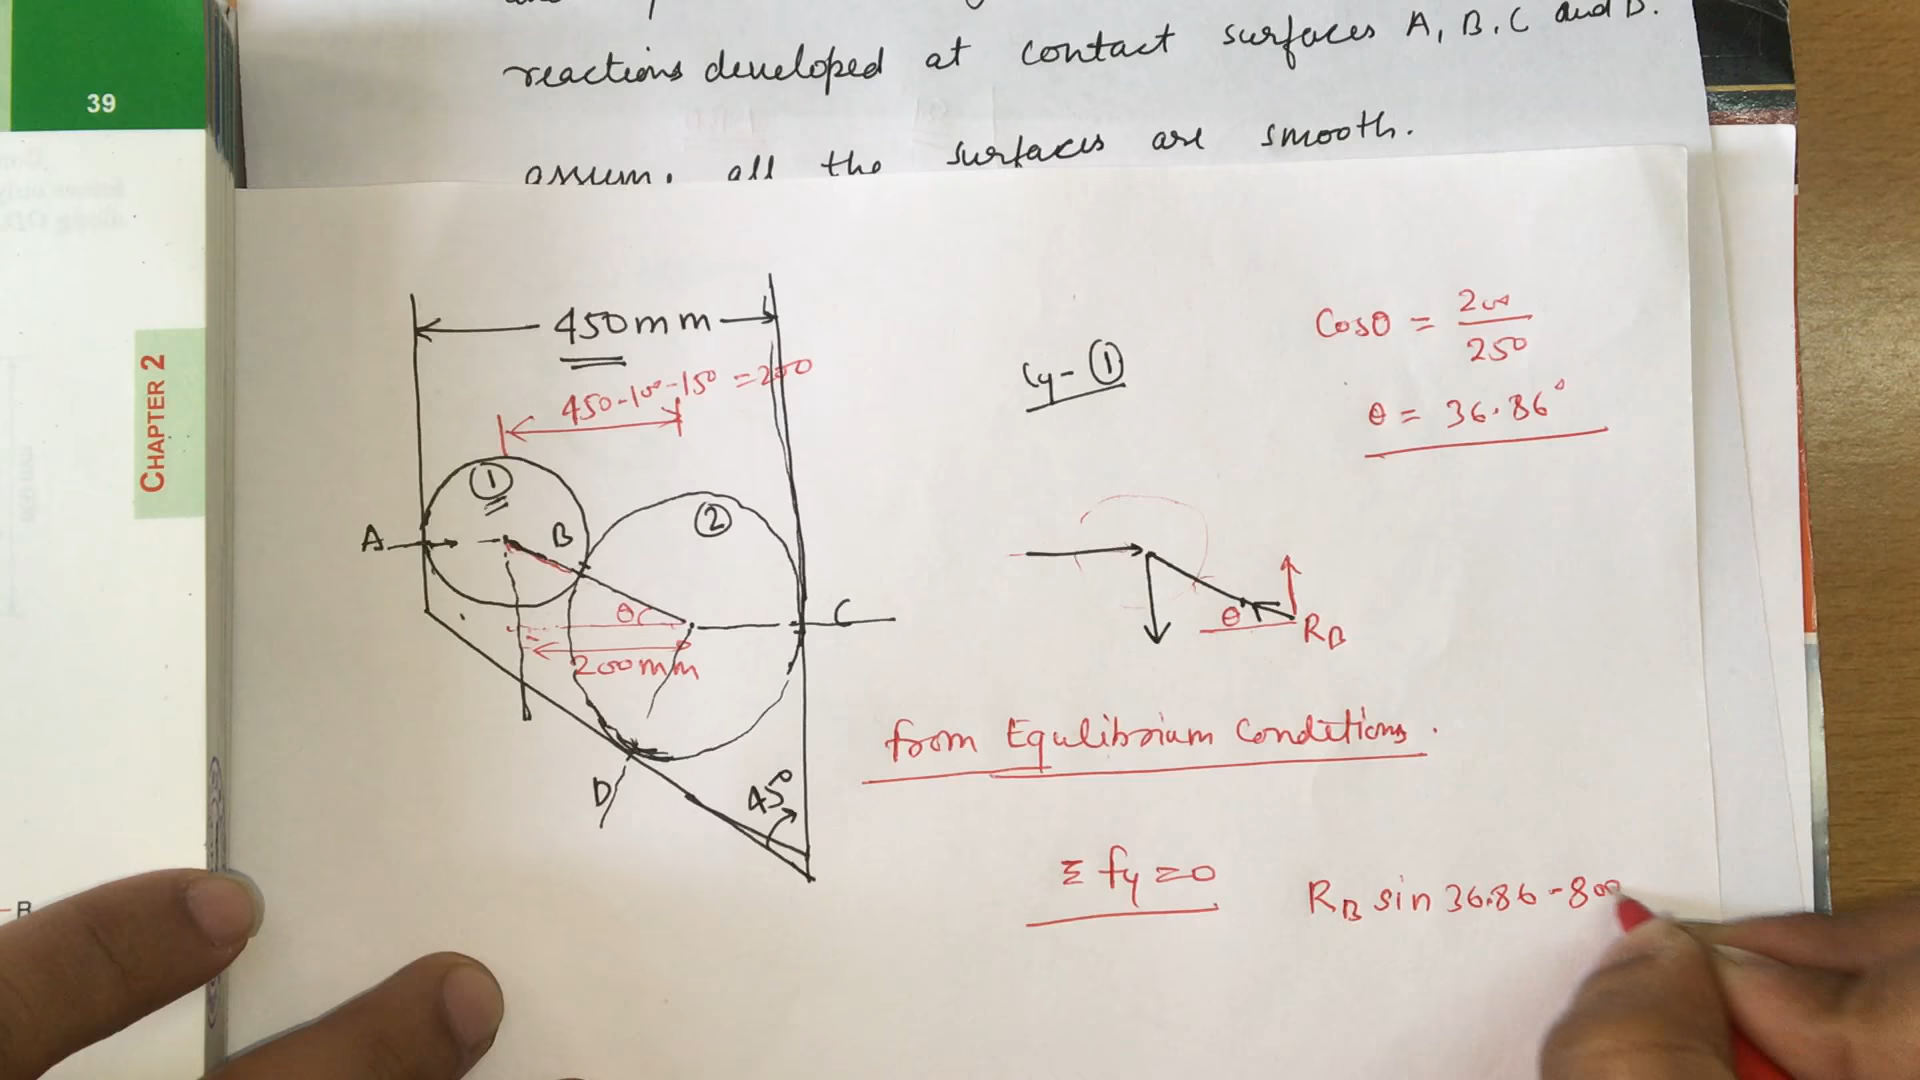 39
CHAPTER 2
reactions developed at contact surfaces A, B, C and D.
assum. all the surfaces are smooth.
450mm
450-100-150 = 200
1
2
A
B
C
D
θ
200mm
45°
Cy-1
Cosθ = 200/250
θ = 36.86°
θ
RB
from Equlibrium Conditions.
Σ fy = 0
RB sin 36.86 - 800